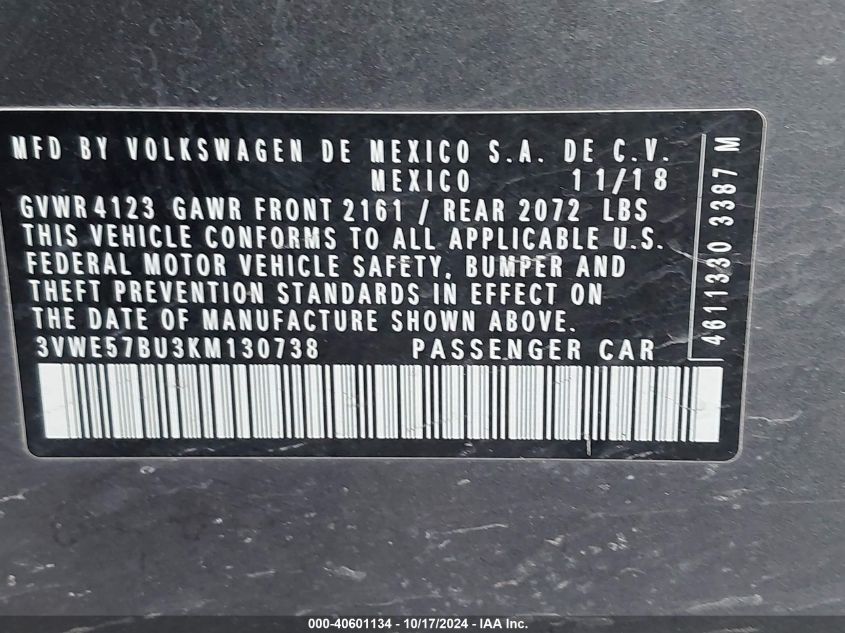 MFD BY VOLKSWAGEN DE MEXICO S.A. DE C.V.
MEXICO 11/18
GVWR 4123 GAWR FRONT 2161 / REAR 2072 LBS
THIS VEHICLE CONFORMS TO ALL APPLICABLE U.S.
FEDERAL MOTOR VEHICLE SAFETY, BUMPER AND
THEFT PREVENTION STANDARDS IN EFFECT ON
THE DATE OF MANUFACTURE SHOWN ABOVE.
3VWE57BU3KM130738 PASSENGER CAR
4611330 3387 M
000-40601134 - 10/17/2024 - IAA Inc.